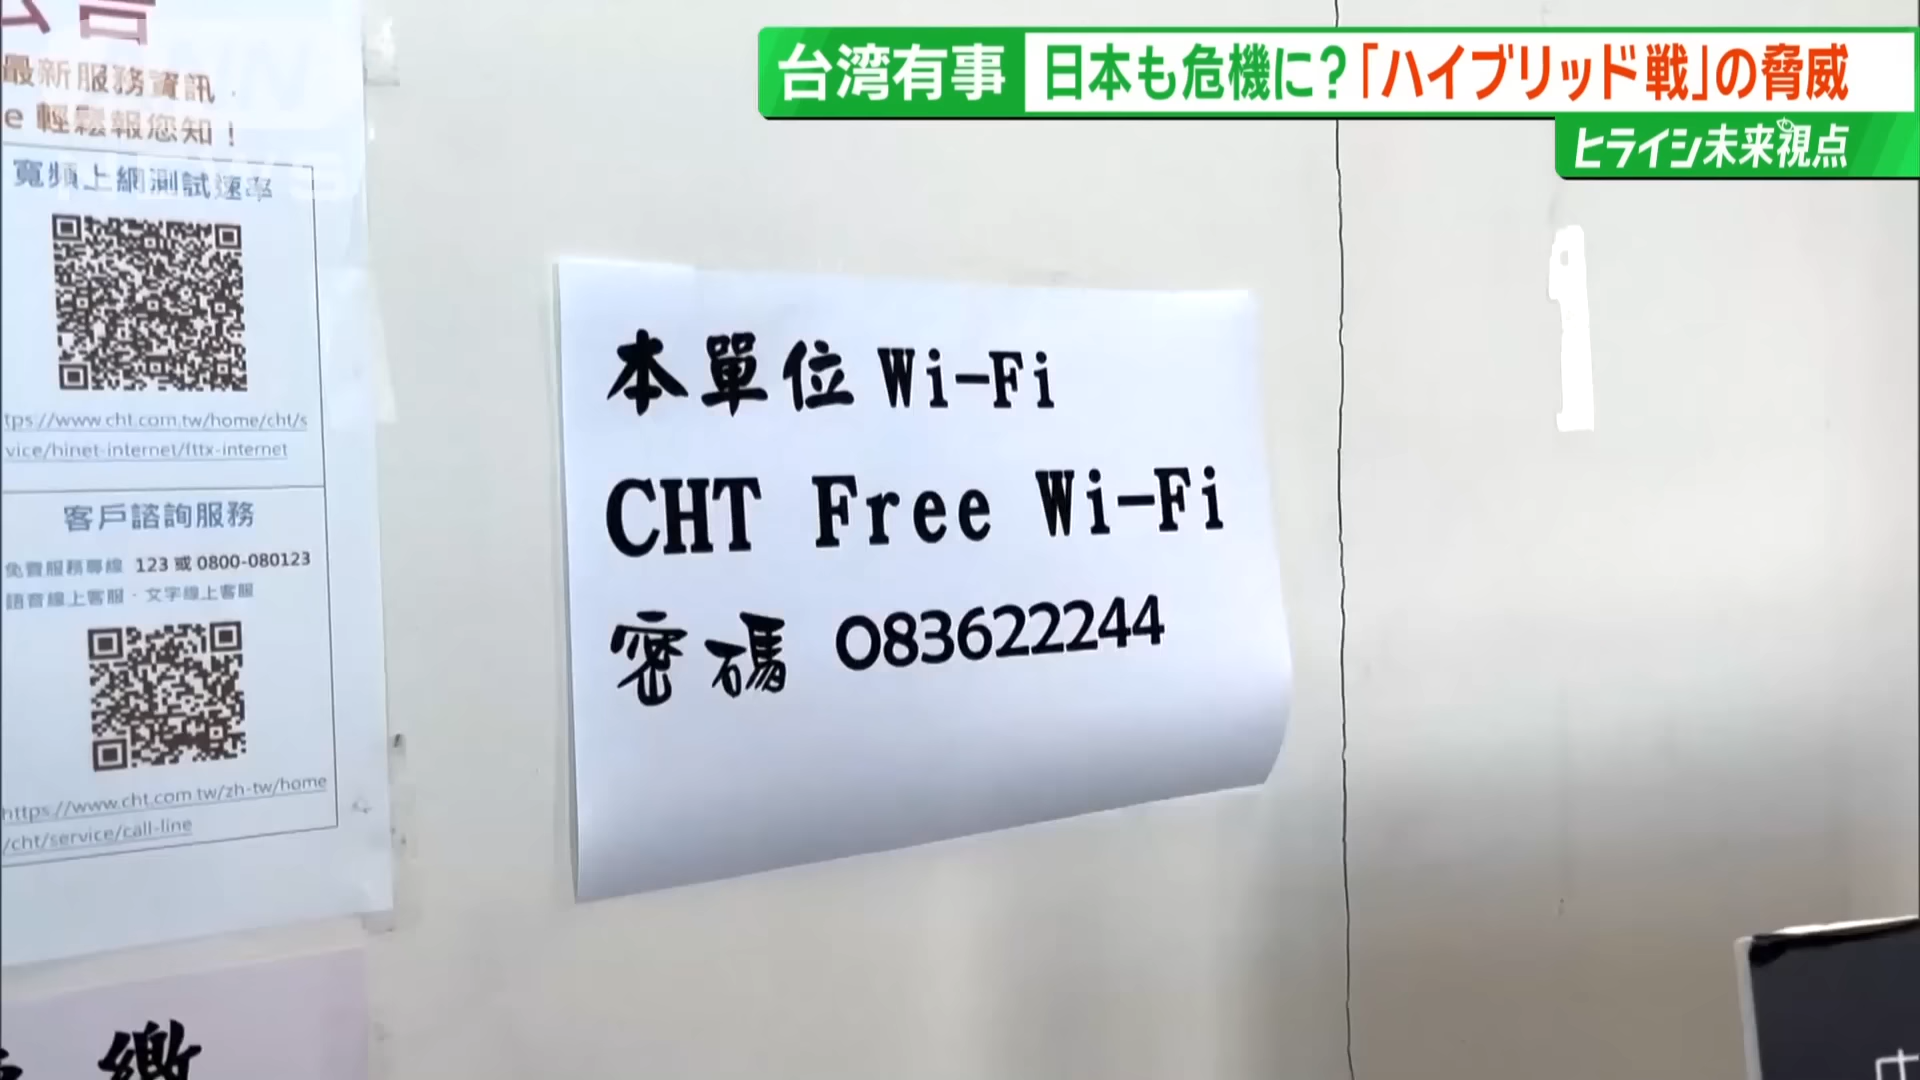 台湾有事 日本も危機に?「ハイブリッド戦」の脅威
ヒライシ未来視点
公告
最新服務資訊
e 輕鬆報您知!
寬頻上網測試速率
tps://www.cht.com.tw/home/cht/s
vice/hinet-internet/fttx-internet
客戶諮詢服務
免費服務專線 123 或 0800-080123
語音線上客服·文字線上客服
https://www.cht.com.tw/zh-tw/home
/cht/service/call-line
繳
本單位 Wi-Fi
CHT Free Wi-Fi
密碼 083622244